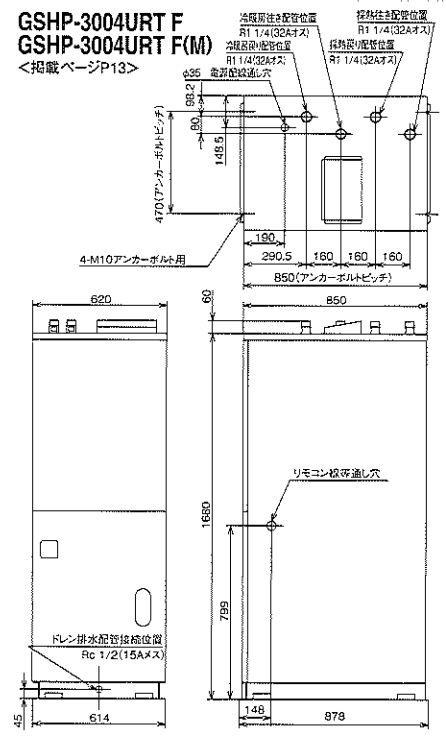 GSHP-3004URT F
GSHP-3004URT F(M)
<掲載ページP13>
冷暖房往き配管位置
R1 1/4(32Aオス)
採熱往き配管位置
R1 1/4(32Aオス)
冷暖房戻り配管位置
R1 1/4(32Aオス)
採熱戻り配管位置
R1 1/4(32Aオス)
φ35 電源配線通し穴
98.2
80
148.5
470(アンカーボルトピッチ)
190
290.5
160
160
160
850(アンカーボルトピッチ)
4-M10アンカーボルト用
620
60
850
1680
リモコン線等通し穴
799
ドレン排水配管接続位置
Rc 1/2(15Aメス)
45
614
148
878